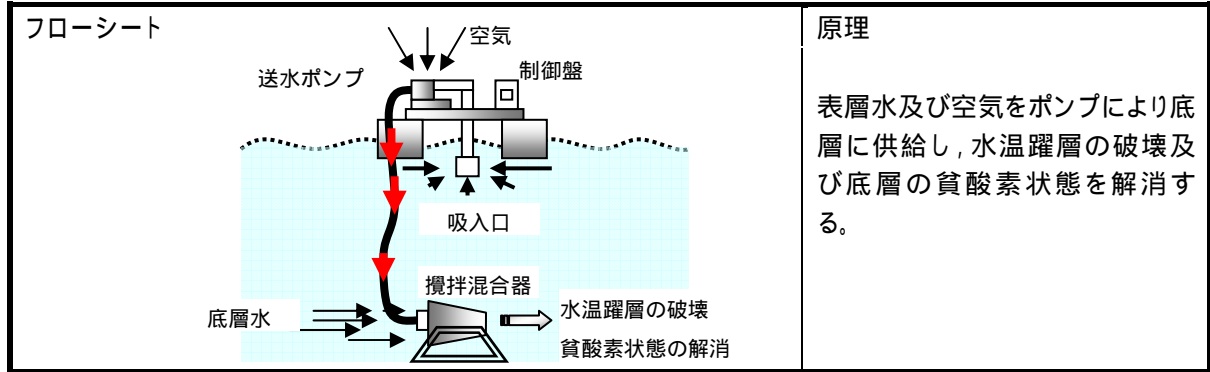 フローシート
空気
送水ポンプ
制御盤
吸入口
攪拌混合器
底層水
水温躍層の破壊
貧酸素状態の解消
原理
表層水及び空気をポンプにより底
層に供給し,水温躍層の破壊及
び底層の貧酸素状態を解消す
る。